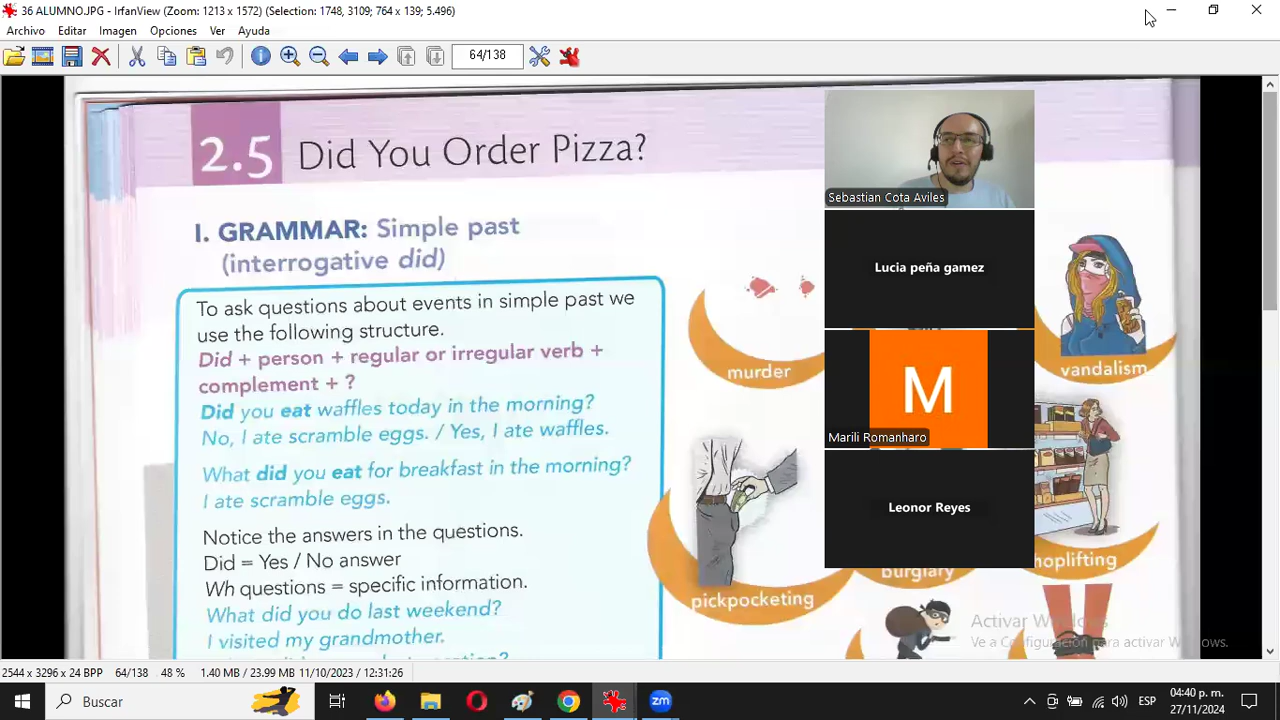 36 ALUMNO.JPG - IrfanView (Zoom: 1213 x 1572) (Selection: 1748, 3109; 764 x 139; 5.496)
Archivo Editar Imagen Opciones Ver Ayuda
64/138
2.5 Did You Order Pizza?
I. GRAMMAR: Simple past
(interrogative did)
To ask questions about events in simple past we
use the following structure.
Did + person + regular or irregular verb +
complement + ?
Did you eat waffles today in the morning?
No, I ate scramble eggs. / Yes, I ate waffles.
What did you eat for breakfast in the morning?
I ate scramble eggs.
Notice the answers in the questions.
Did = Yes / No answer
Wh questions = specific information.
What did you do last weekend?
I visited my grandmother.
murder
vandalism
pickpocketing
burglary
hoplifting
Sebastian Cota Aviles
Lucia peña gamez
M
Marili Romanharo
Leonor Reyes
Activar Windows
Ve a Configuración para activar Windows.
2544 x 3296 x 24 BPP 64/138 48 % 1.40 MB / 23.99 MB 11/10/2023 / 12:31:26
Buscar
zm
ESP
04:40 p. m.
27/11/2024